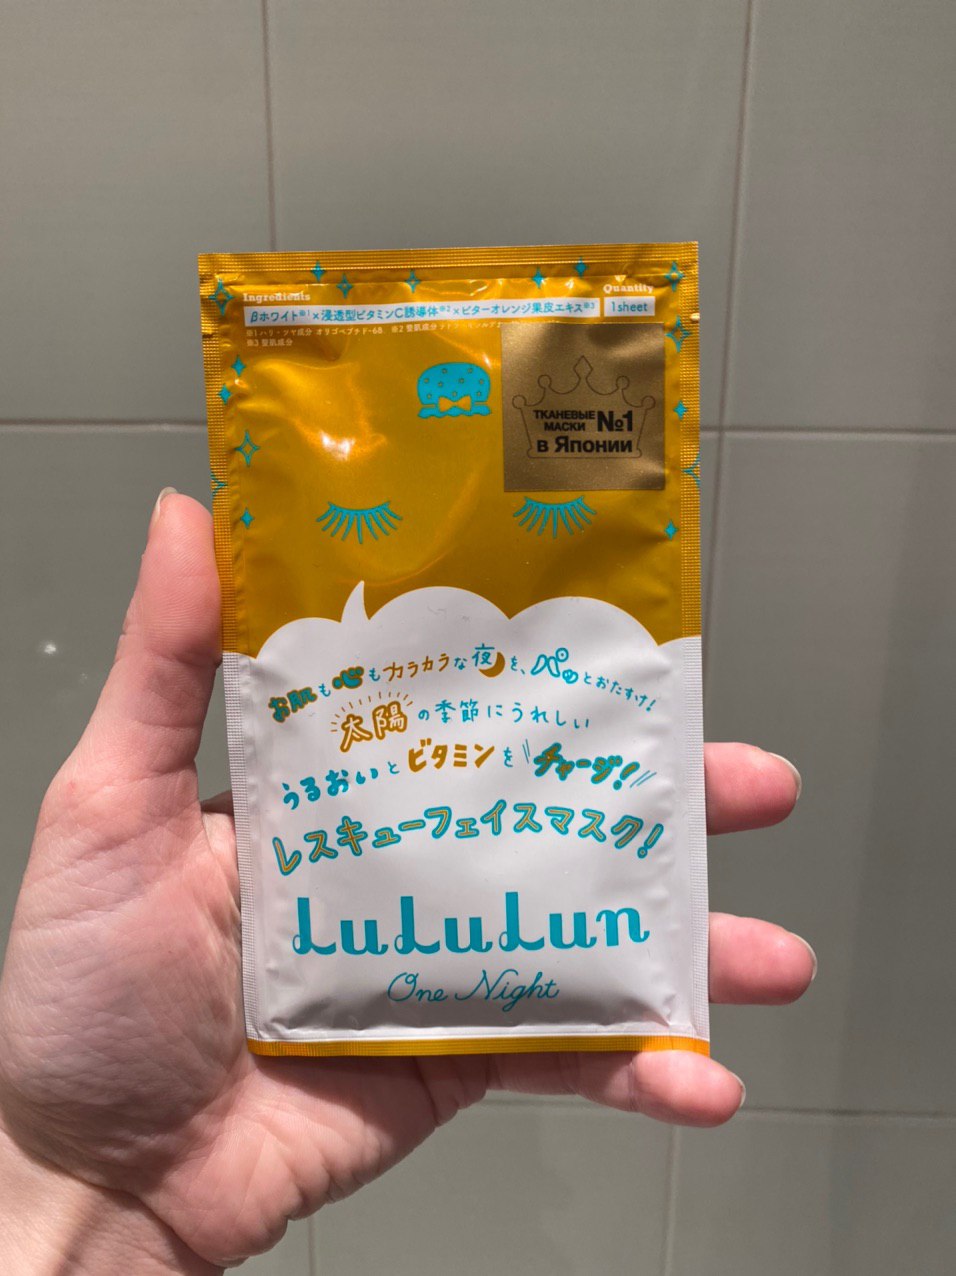 Ingredients
Quantity
βホワイト※1×浸透型ビタミンC誘導体※2×ビターオレンジ果皮エキス※3
1sheet
※1 ハリ・ツヤ成分 オリゴペプチド-68 ※2 整肌成分
※3 整肌成分
ТКАНЕВЫЕ
МАСКИ №1
в Японии
お肌も心もカラカラな夜を、パッとおたすけ!
太陽の季節にうれしい
うるおいとビタミンをチャージ!
レスキューフェイスマスク!
LuLuLun
One Night